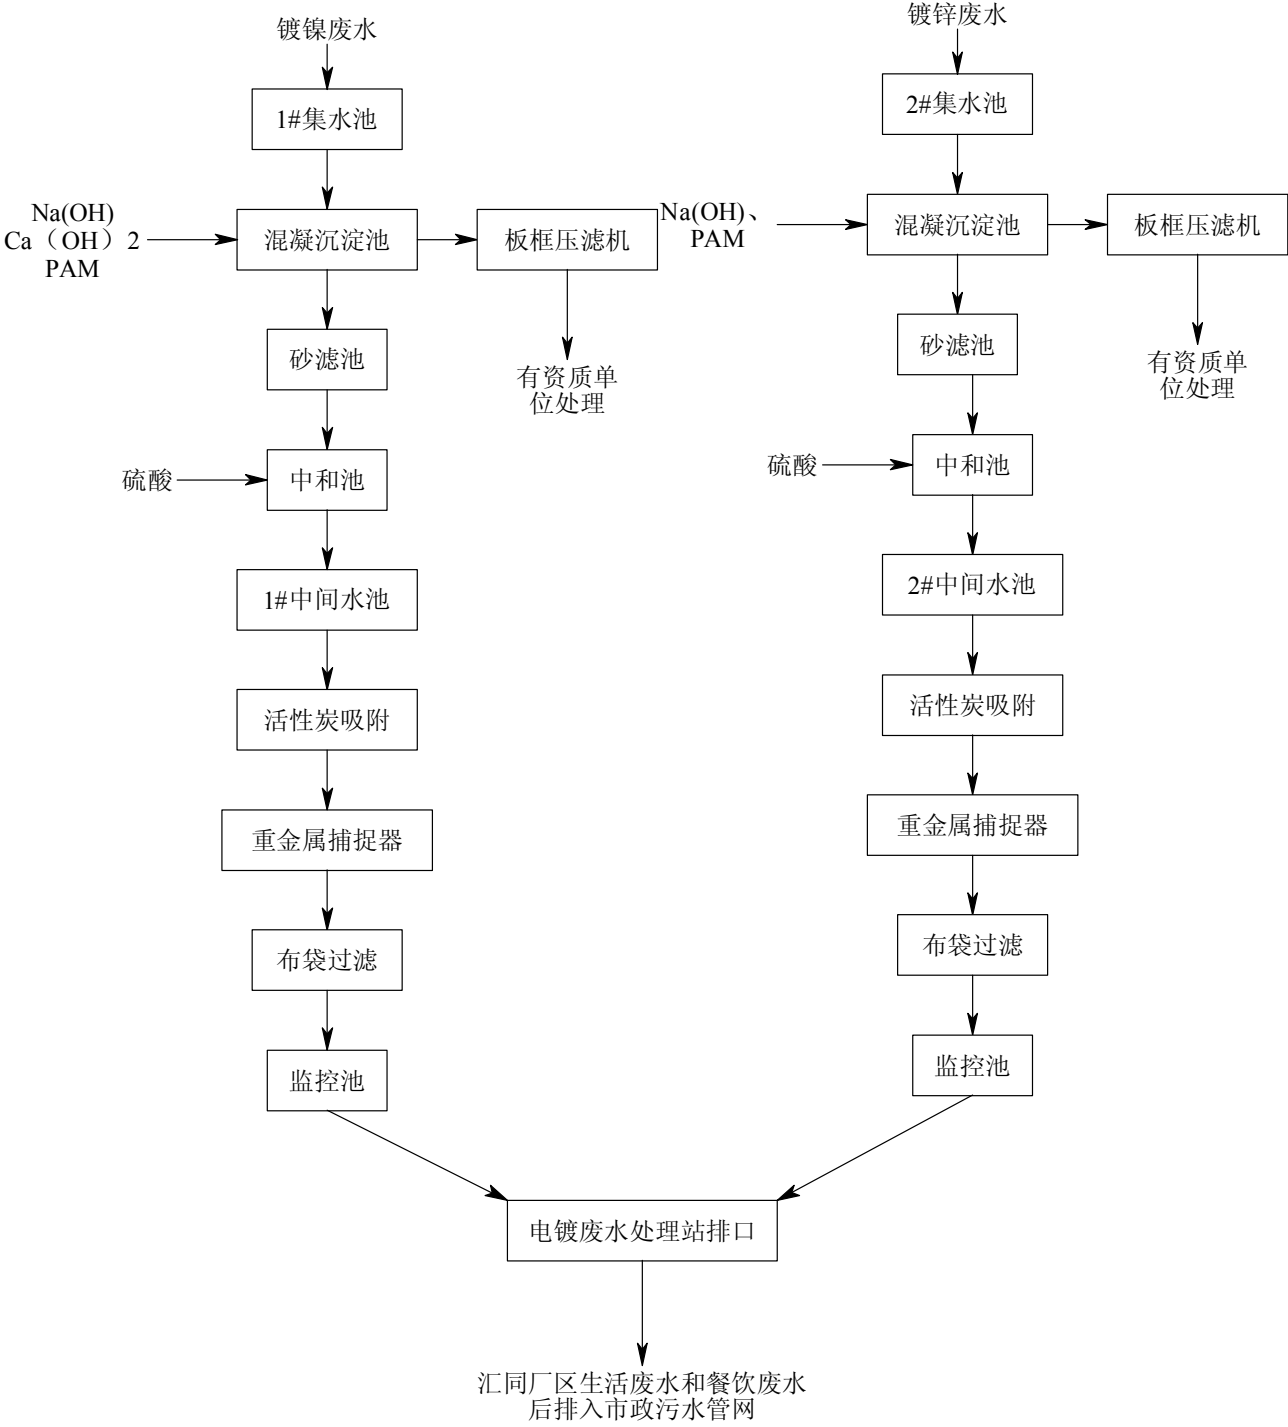 镀镍废水
1#集水池
Na(OH)
Ca（OH）2
PAM
混凝沉淀池
板框压滤机
有资质单
位处理
砂滤池
硫酸
中和池
1#中间水池
活性炭吸附
重金属捕捉器
布袋过滤
监控池
镀锌废水
2#集水池
Na(OH)、
PAM
混凝沉淀池
板框压滤机
有资质单
位处理
砂滤池
硫酸
中和池
2#中间水池
活性炭吸附
重金属捕捉器
布袋过滤
监控池
电镀废水处理站排口
汇同厂区生活废水和餐饮废水
后排入市政污水管网